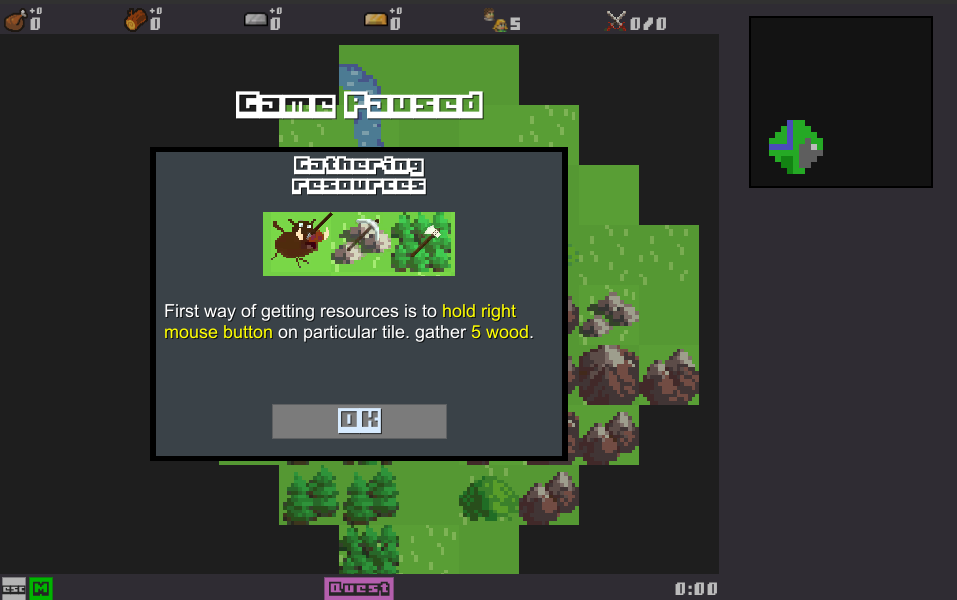 +0 +0 +0 +0
0 0 0 0 5 0/0
Game Paused
Gathering
resources
First way of getting resources is to hold right
mouse button on particular tile. gather 5 wood.
OK
esc M Quest 0:00